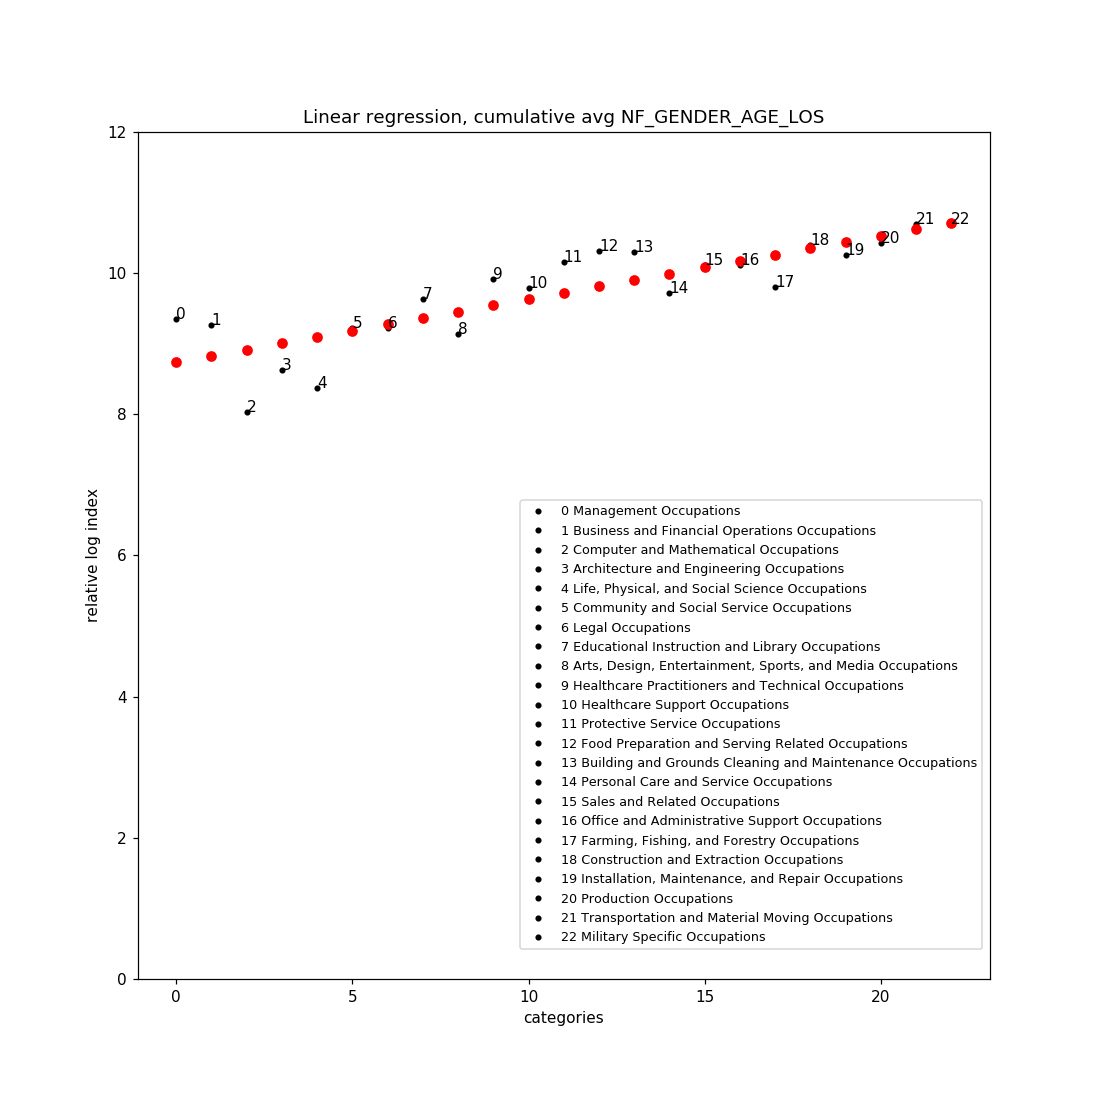 Linear regression, cumulative avg NF_GENDER_AGE_LOS
12
10
8
6
4
2
0
relative log index
0
1
2
3
4
5
6
7
8
9
10
11
12
13
14
15
16
17
18
19
20
21
22
0 Management Occupations
1 Business and Financial Operations Occupations
2 Computer and Mathematical Occupations
3 Architecture and Engineering Occupations
4 Life, Physical, and Social Science Occupations
5 Community and Social Service Occupations
6 Legal Occupations
7 Educational Instruction and Library Occupations
8 Arts, Design, Entertainment, Sports, and Media Occupations
9 Healthcare Practitioners and Technical Occupations
10 Healthcare Support Occupations
11 Protective Service Occupations
12 Food Preparation and Serving Related Occupations
13 Building and Grounds Cleaning and Maintenance Occupations
14 Personal Care and Service Occupations
15 Sales and Related Occupations
16 Office and Administrative Support Occupations
17 Farming, Fishing, and Forestry Occupations
18 Construction and Extraction Occupations
19 Installation, Maintenance, and Repair Occupations
20 Production Occupations
21 Transportation and Material Moving Occupations
22 Military Specific Occupations
0 5 10 15 20
categories